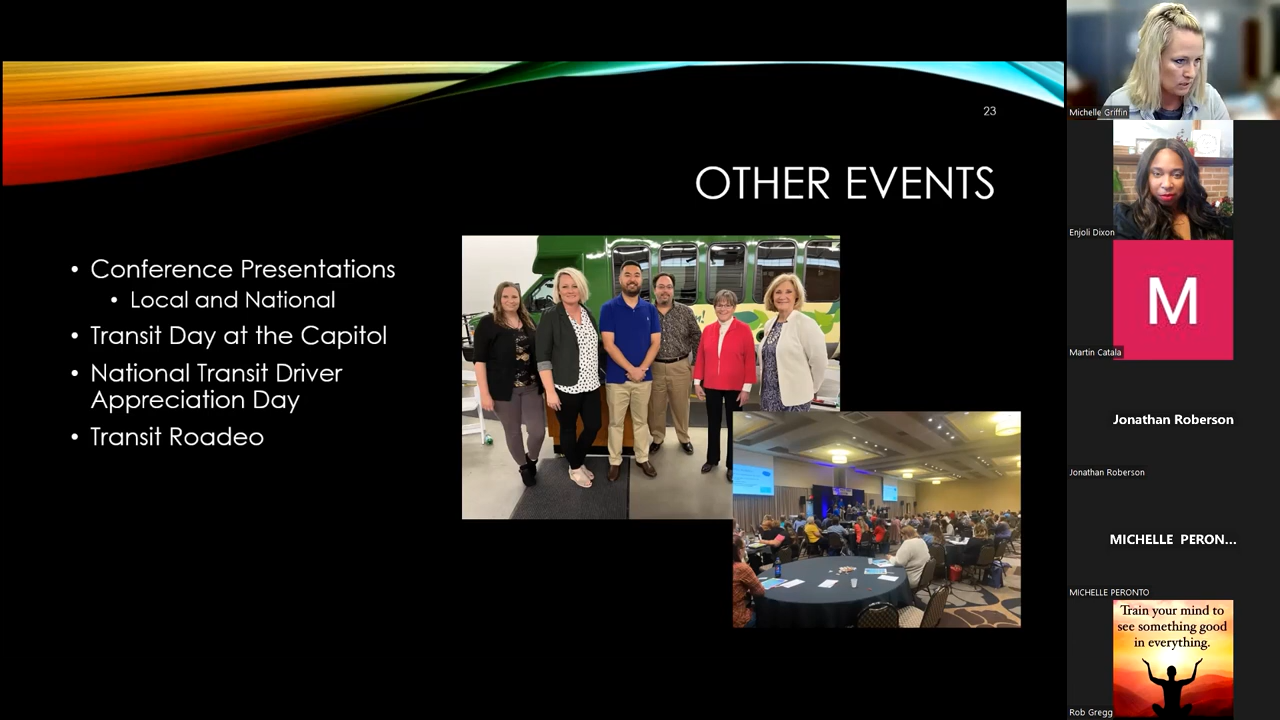 23
OTHER EVENTS
• Conference Presentations
• Local and National
• Transit Day at the Capitol
• National Transit Driver
Appreciation Day
• Transit Roadeo
Michelle Griffin
Enjoli Dixon
M
Martin Catala
Jonathan Roberson
Jonathan Roberson
MICHELLE PERON...
MICHELLE PERONTO
Train your mind to
see something good
in everything.
Rob Gregg